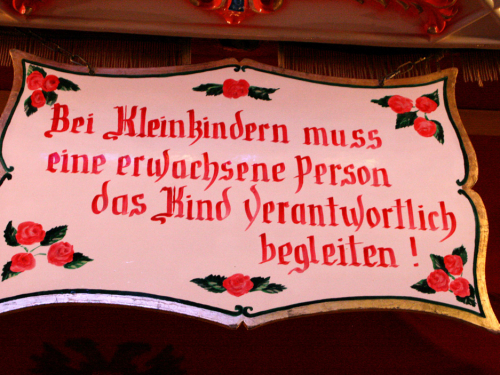 Bei Kleinkindern muss
eine erwachsene Person
das Kind verantwortlich
begleiten !